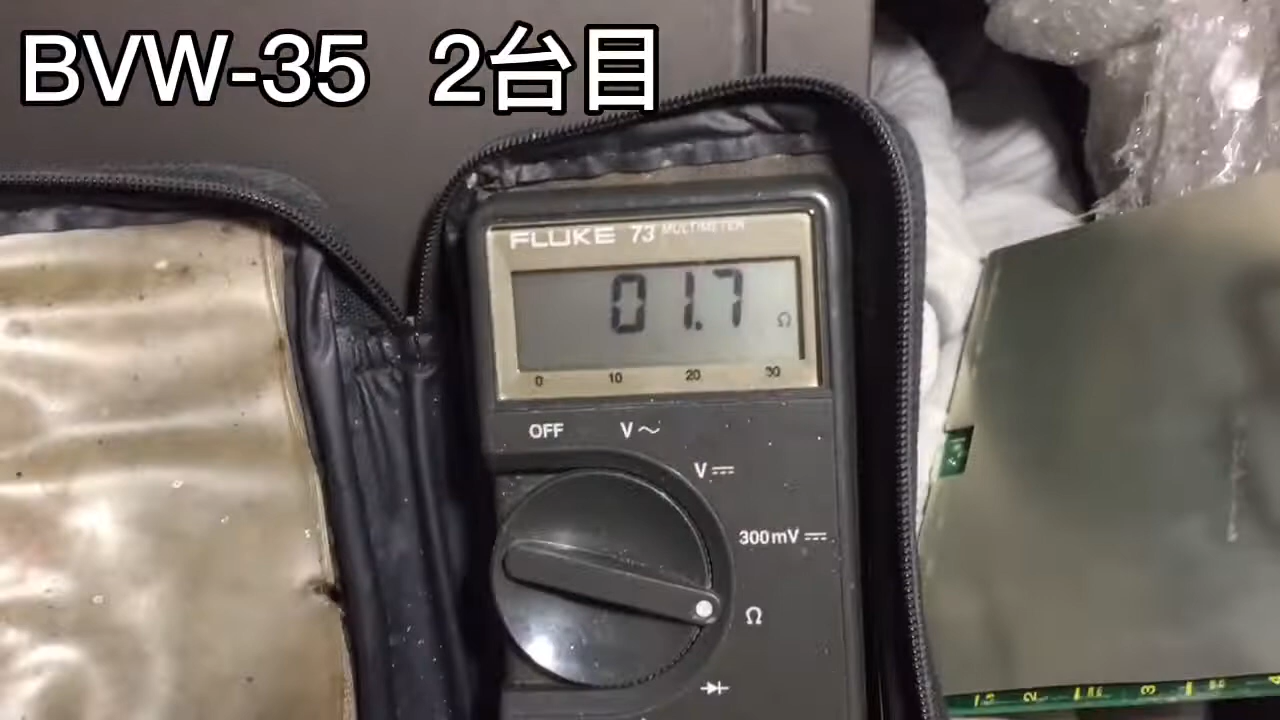 BVW-35 2台目
FLUKE 73 MULTIMETER
01.7 Ω
0 10 20 30
OFF V～
V⎓
300mV⎓
Ω